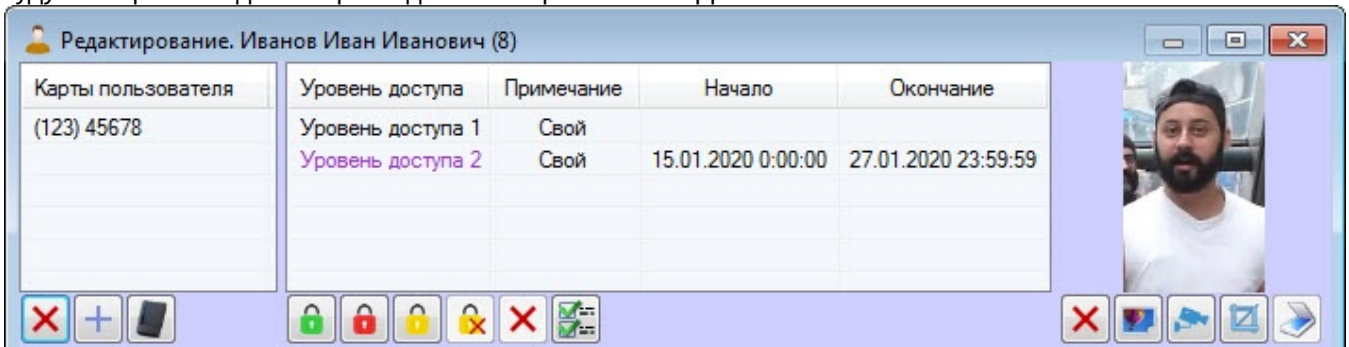 Редактирование. Иванов Иван Иванович (8)
Карты пользователя Уровень доступа Примечание Начало Окончание
(123) 45678 Уровень доступа 1 Свой
Уровень доступа 2 Свой 15.01.2020 0:00:00 27.01.2020 23:59:59